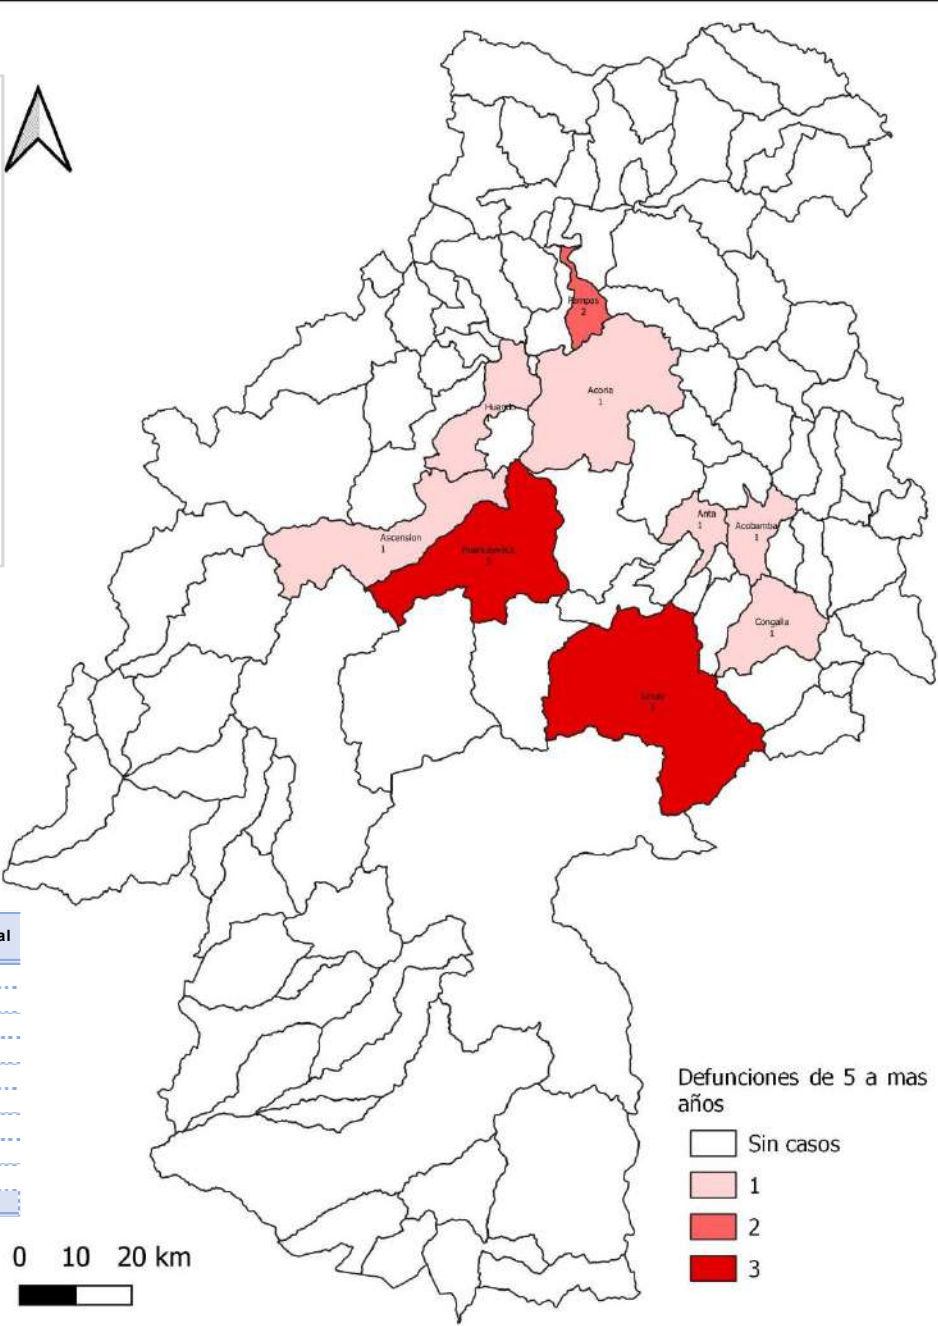 Pampas
2
Acoria
1
Huando
Ascension
1
Huancavelica
3
Anta
1
Acobamba
1
Congalla
1
Lircay
3
al
Defunciones de 5 a mas
años
Sin casos
1
2
3
0 10 20 km